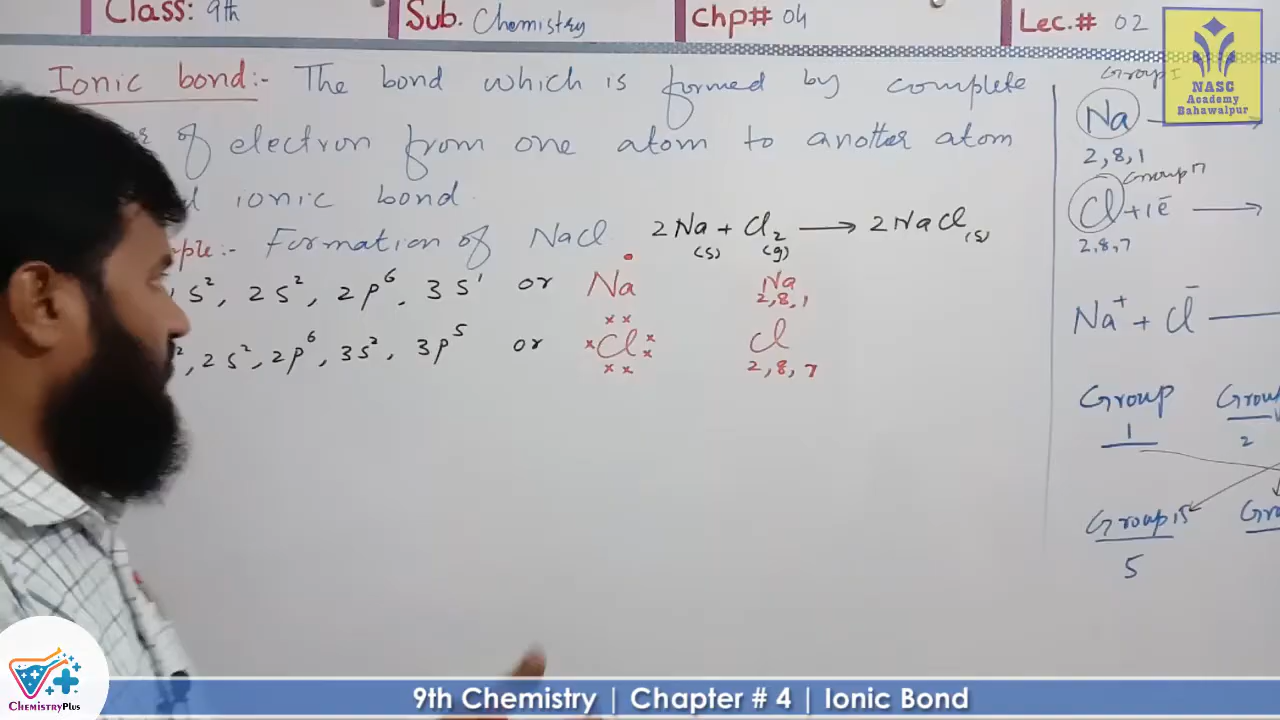 Class: 9th
Sub. Chemistry
Chp# 04
Lec.# 02
NASG
Academy
Bahawalpur
Ionic bond:- The bond which is formed by complete
of electron from one atom to another atom
ionic bond.
Formation of NaCl 2Na(s) + Cl2(g) → 2NaCl(s)
1s², 2s², 2p⁶, 3s¹ or Na Na
2,8,1
2s², 2p⁶, 3s², 3p⁵ or Cl Cl
2,8,7
Group I
Na →
2,8,1
Group 17
Cl + 1e⁻ →
2,8,7
Na⁺ + Cl⁻
Group
1 2
Group 15
5
ChemistryPlus
9th Chemistry | Chapter # 4 | Ionic Bond